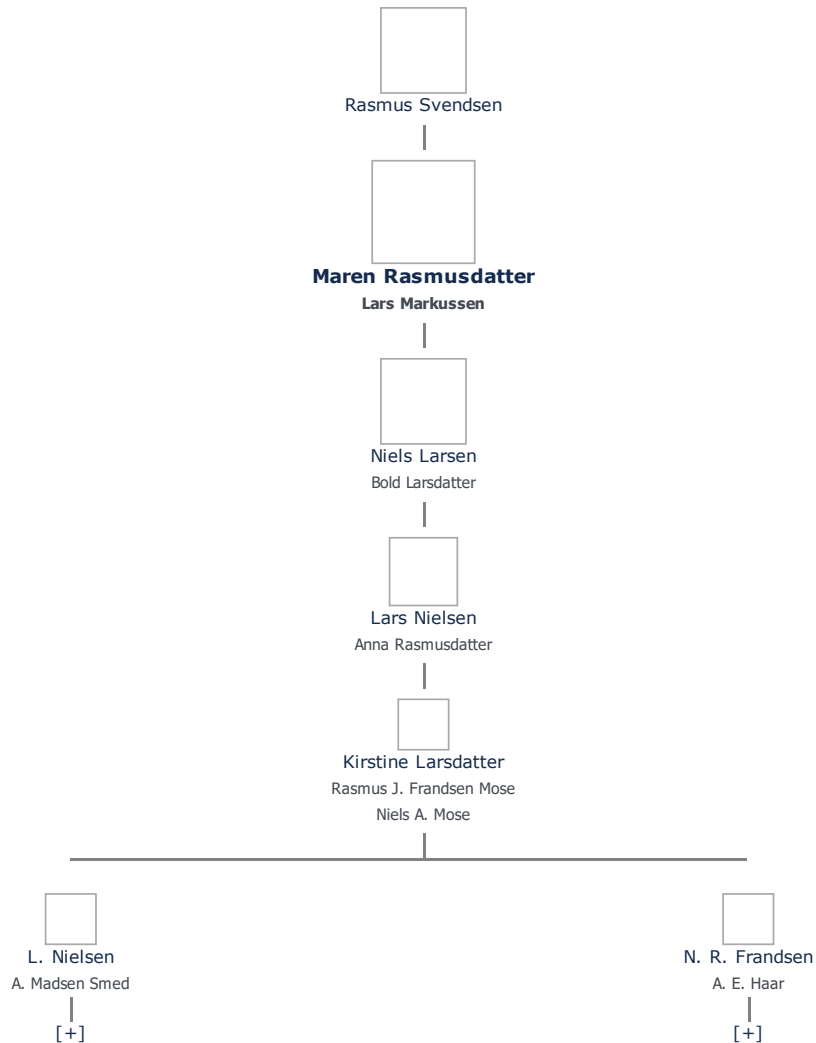 Rasmus Svendsen
Maren Rasmusdatter
Lars Markussen
Niels Larsen
Bold Larsdatter
Lars Nielsen
Anna Rasmusdatter
Kirstine Larsdatter
Rasmus J. Frandsen Mose
Niels A. Mose
L. Nielsen
A. Madsen Smed
[+]
N. R. Frandsen
A. E. Haar
[+]